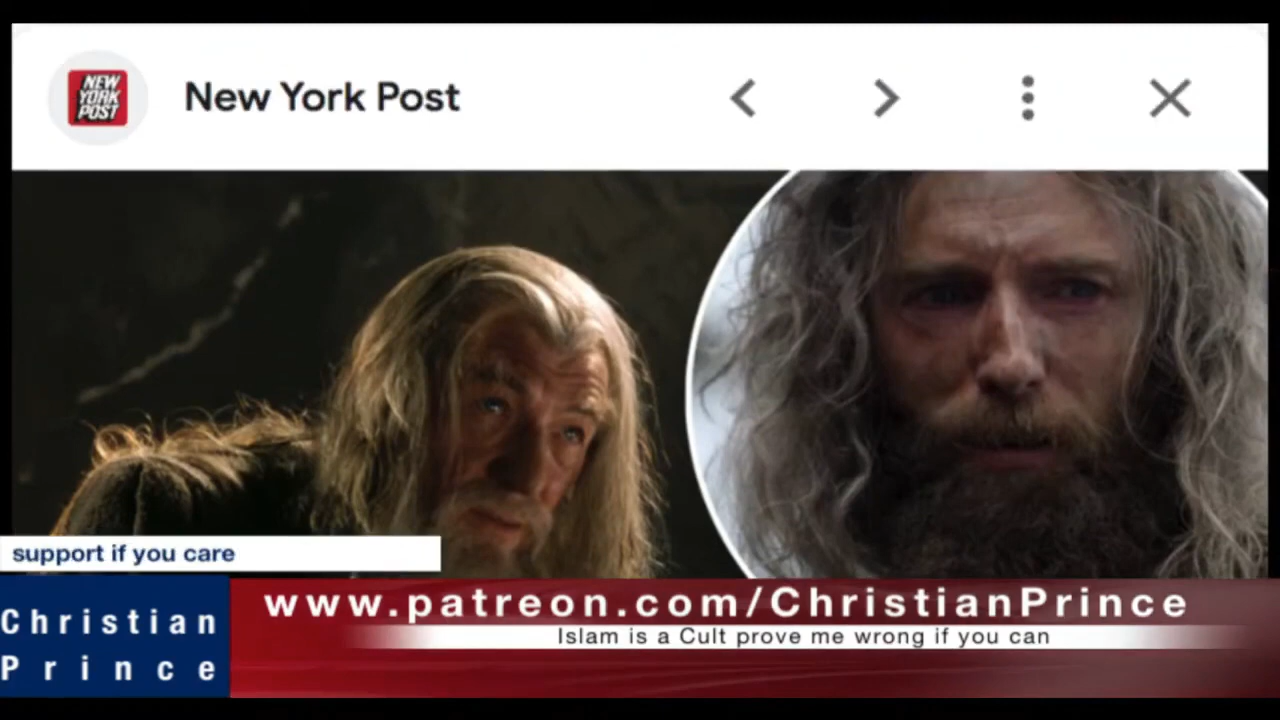 NEW
YORK
POST
New York Post
support if you care
Christian
Prince
www.patreon.com/ChristianPrince
Islam is a Cult prove me wrong if you can